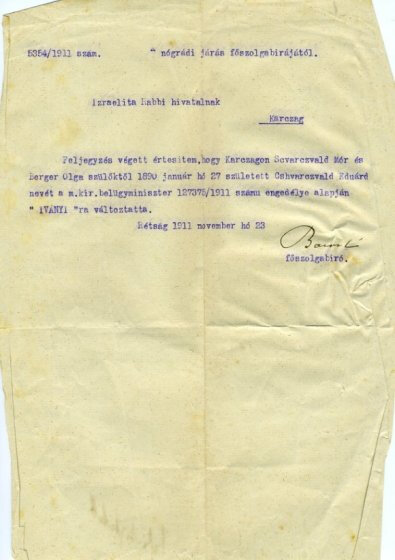 5354/1911 szám. " nógrádi járás főszolgabirájától.
Izraelita Rabbi hivatalnak
Karczag
Feljegyzés végett értesitem, hogy Karczagon Scvarczvald Mór és
Berger Olga szülőktől 1890 január hó 27 született Cshvarczvald Eduárd
nevét a m.kir.belügyminiszter 127375/1911 számu engedélye alapján
" IVÁNYI "ra változtatta.
Rétság 1911 november hó 23
főszolgabiró.